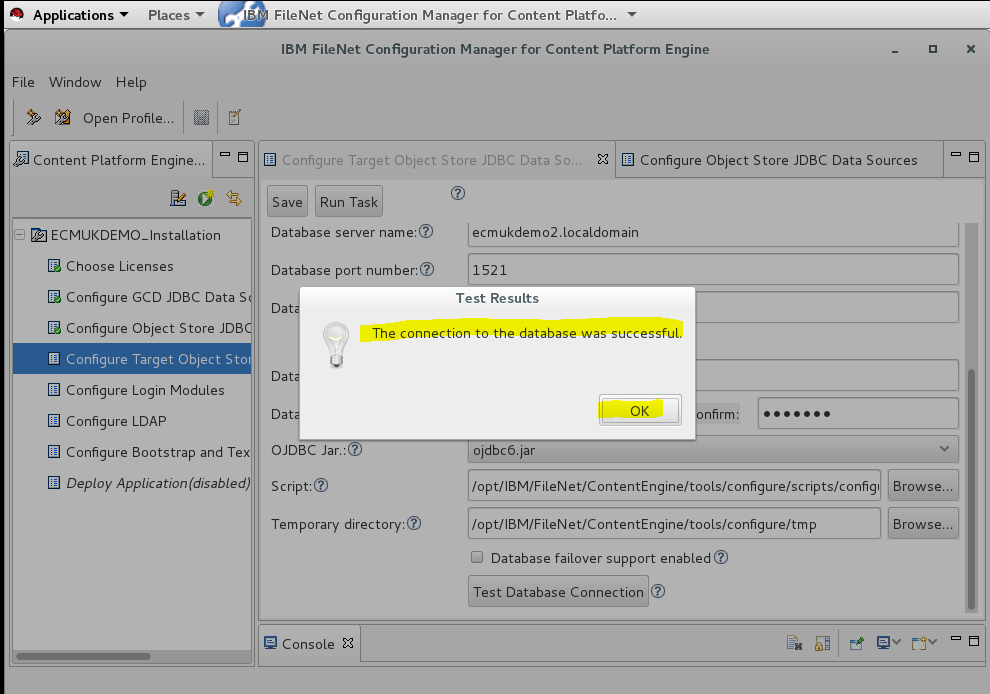 Applications Places IBM FileNet Configuration Manager for Content Platfo...
IBM FileNet Configuration Manager for Content Platform Engine
File Window Help
Open Profile...
Content Platform Engine...
Configure Target Object Store JDBC Data So...
Configure Object Store JDBC Data Sources
Save Run Task
ECMUKDEMO_Installation
Choose Licenses
Configure GCD JDBC Data So
Configure Object Store JDBC
Configure Target Object Stor
Configure Login Modules
Configure LDAP
Configure Bootstrap and Tex
Deploy Application(disabled)
Database server name: ecmukdemo2.localdomain
Database port number: 1521
Data
Test Results
The connection to the database was successful.
OK
Data
Data onfirm: •••••••
OJDBC Jar.: ojdbc6.jar
Script: /opt/IBM/FileNet/ContentEngine/tools/configure/scripts/configu Browse...
Temporary directory: /opt/IBM/FileNet/ContentEngine/tools/configure/tmp Browse...
Database failover support enabled
Test Database Connection
Console